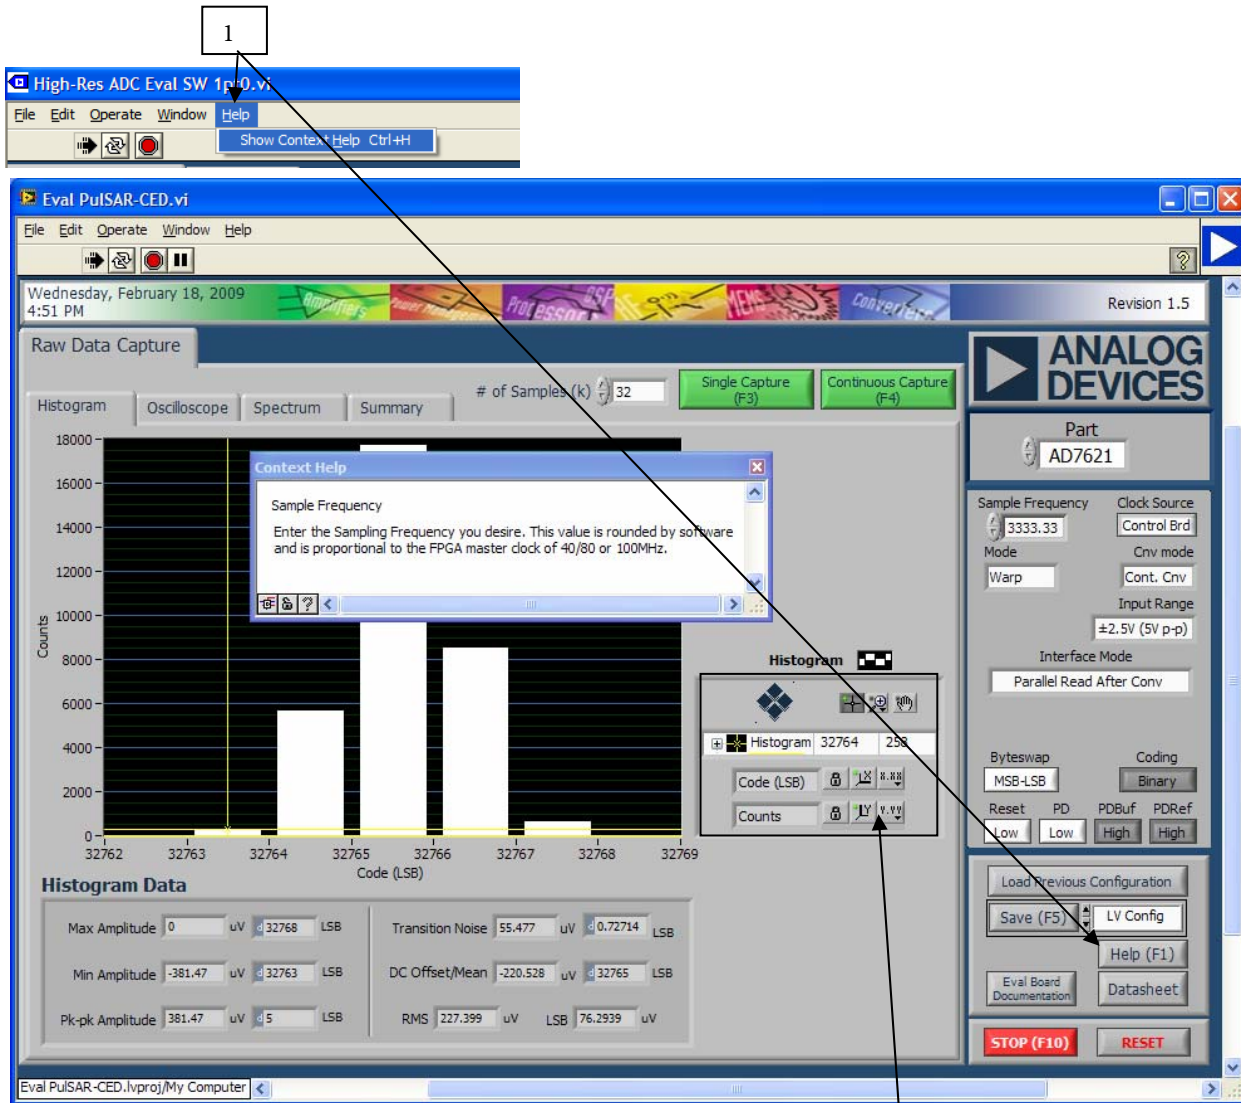 1
High-Res ADC Eval SW 1pt0.vi
File Edit Operate Window Help
Show Context Help Ctrl+H
Eval PulSAR-CED.vi
File Edit Operate Window Help
Wednesday, February 18, 2009
4:51 PM
Amplifiers Power Management Processors DSP MEMS Converters
Revision 1.5
Raw Data Capture
# of Samples (k) 32
Single Capture
(F3)
Continuous Capture
(F4)
Histogram Oscilloscope Spectrum Summary
ANALOG
DEVICES
Part
AD7621
Sample Frequency Clock Source
3333.33 Control Brd
Mode Cnv mode
Warp Cont. Cnv
Input Range
±2.5V (5V p-p)
Interface Mode
Parallel Read After Conv
Byteswap Coding
MSB-LSB Binary
Reset PD PDBuf PDRef
Low Low High High
Load Previous Configuration
Save (F5) LV Config
Help (F1)
Eval Board
Documentation
Datasheet
STOP (F10) RESET
Context Help
Sample Frequency
Enter the Sampling Frequency you desire. This value is rounded by software
and is proportional to the FPGA master clock of 40/80 or 100MHz.
18000
16000
14000
12000
10000
8000
6000
4000
2000
0
Counts
32762 32763 32764 32765 32766 32767 32768 32769
Code (LSB)
Histogram
Histogram 32764 258
Code (LSB) X X.XX
Counts Y Y.YY
Histogram Data
Max Amplitude 0 uV d 32768 LSB
Min Amplitude -381.47 uV d 32763 LSB
Pk-pk Amplitude 381.47 uV d 5 LSB
Transition Noise 55.477 uV d 0.72714 LSB
DC Offset/Mean -220.528 uV d 32765 LSB
RMS 227.399 uV LSB 76.2939 uV
Eval PulSAR-CED.lvproj/My Computer